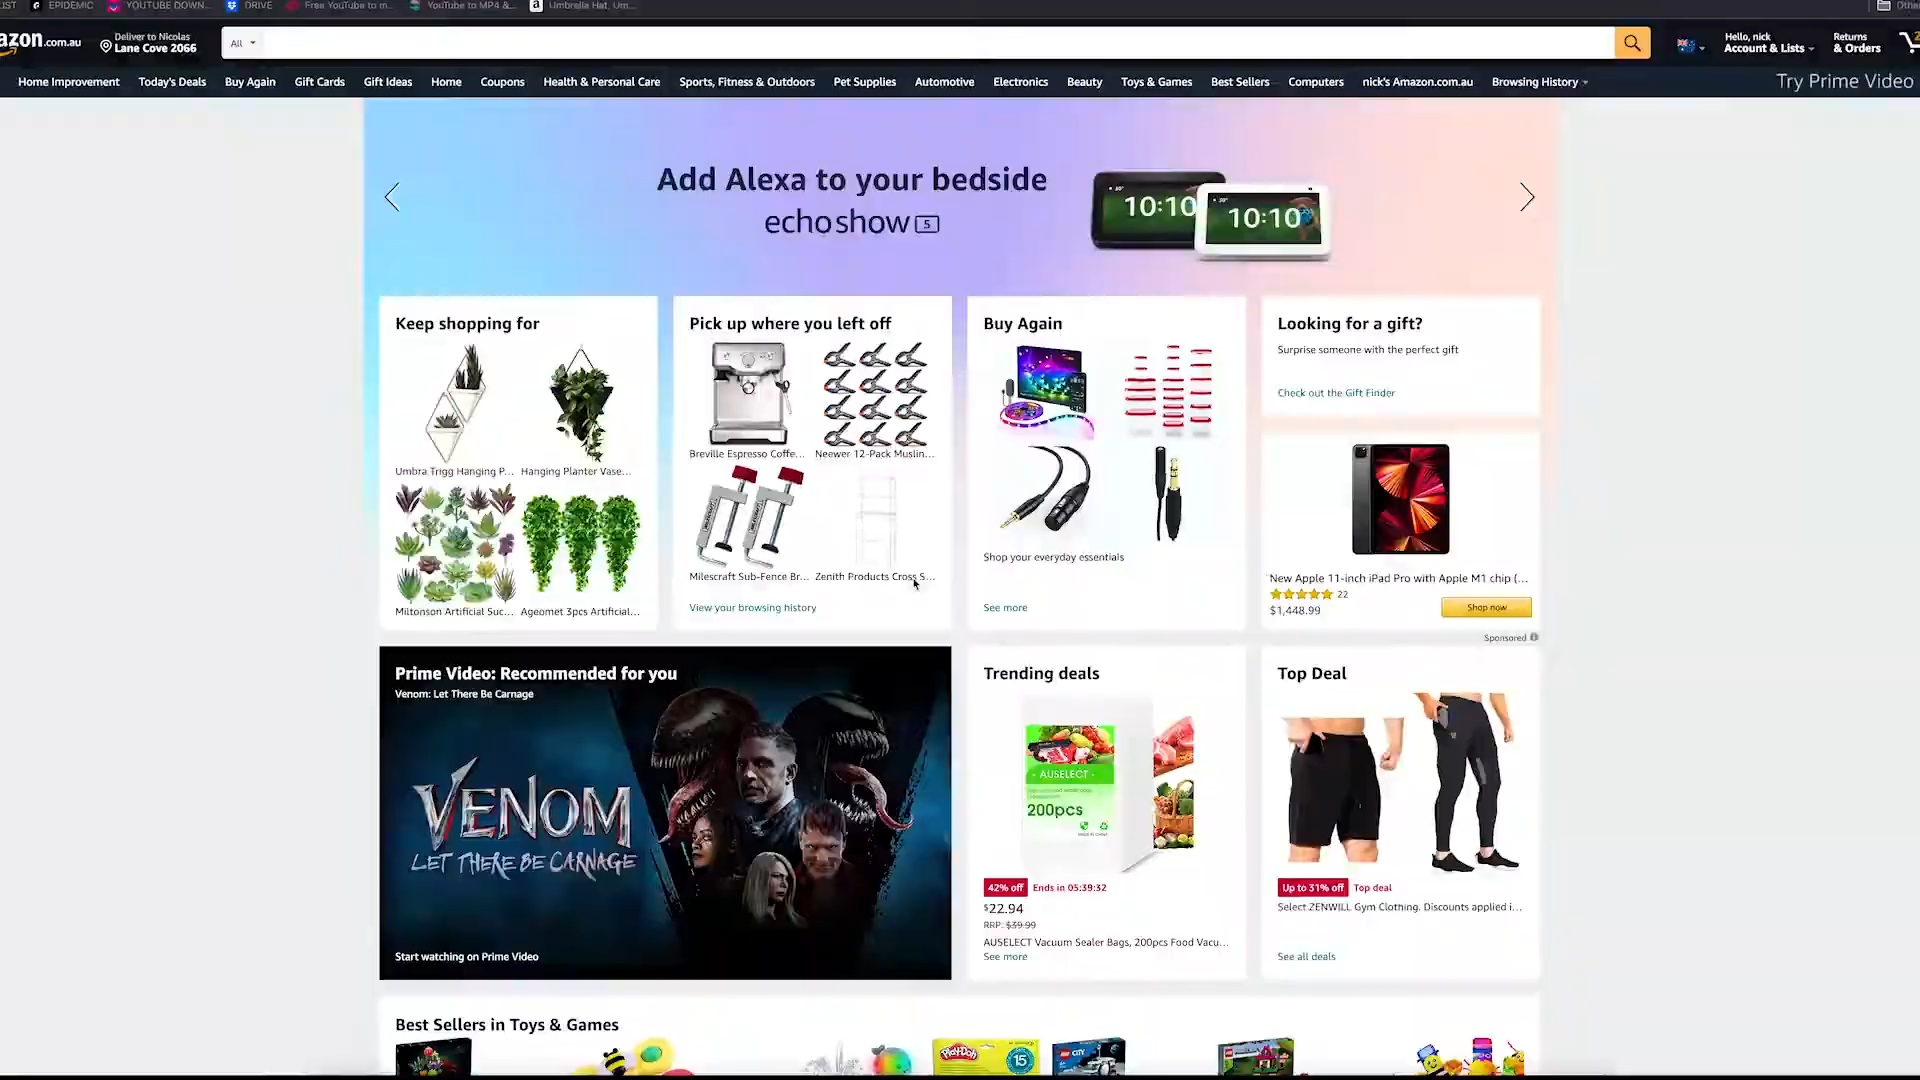 EPIDEMIC YOUTUBE DOWN... DRIVE Free YouTube to m... YouTube to MP4 &... a Umbrella Hat, Um...
azon.com.au
Deliver to Nicolas
Lane Cove 2066
All
Hello, nick
Account & Lists
Returns
& Orders
Home Improvement Today's Deals Buy Again Gift Cards Gift Ideas Home Coupons Health & Personal Care Sports, Fitness & Outdoors Pet Supplies Automotive Electronics Beauty Toys & Games Best Sellers Computers nick's Amazon.com.au Browsing History Try Prime Video
Add Alexa to your bedside
echo show 5
10:10
10:10
Keep shopping for
Umbra Trigg Hanging P...
Hanging Planter Vase...
Miltonson Artificial Suc...
Ageomet 3pcs Artificial...
Pick up where you left off
Breville Espresso Coffe...
Neewer 12-Pack Muslin...
Milescraft Sub-Fence Br...
Zenith Products Cross S...
View your browsing history
Buy Again
Shop your everyday essentials
See more
Looking for a gift?
Surprise someone with the perfect gift
Check out the Gift Finder
New Apple 11-inch iPad Pro with Apple M1 chip (...
22
$1,448.99
Shop now
Sponsored
Prime Video: Recommended for you
Venom: Let There Be Carnage
VENOM
LET THERE BE CARNAGE
Start watching on Prime Video
Trending deals
· AUSELECT ·
200pcs
42% off Ends in 05:39:32
$22.94
RRP: $39.99
AUSELECT Vacuum Sealer Bags, 200pcs Food Vacu...
See more
Top Deal
Up to 31% off Top deal
Select ZENWILL Gym Clothing. Discounts applied i...
See all deals
Best Sellers in Toys & Games
Play-Doh
15
CITY